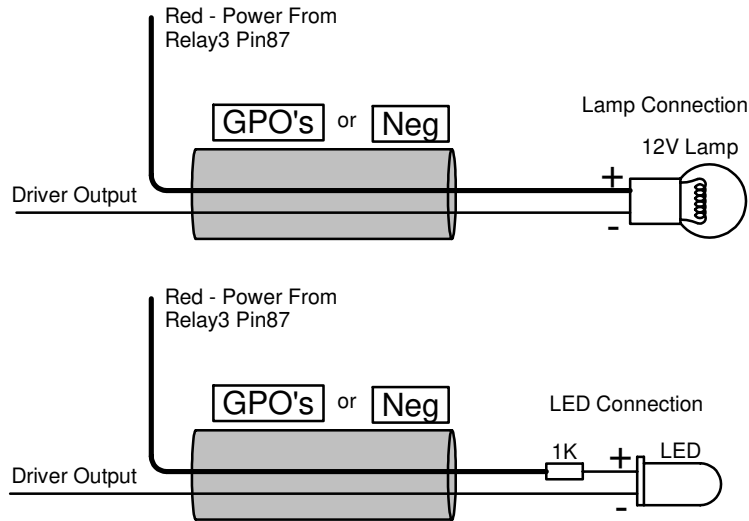 Red - Power From
Relay3 Pin87
GPO's or Neg
Lamp Connection
12V Lamp
+
Driver Output
-
Red - Power From
Relay3 Pin87
GPO's or Neg
LED Connection
1K + LED
Driver Output
-